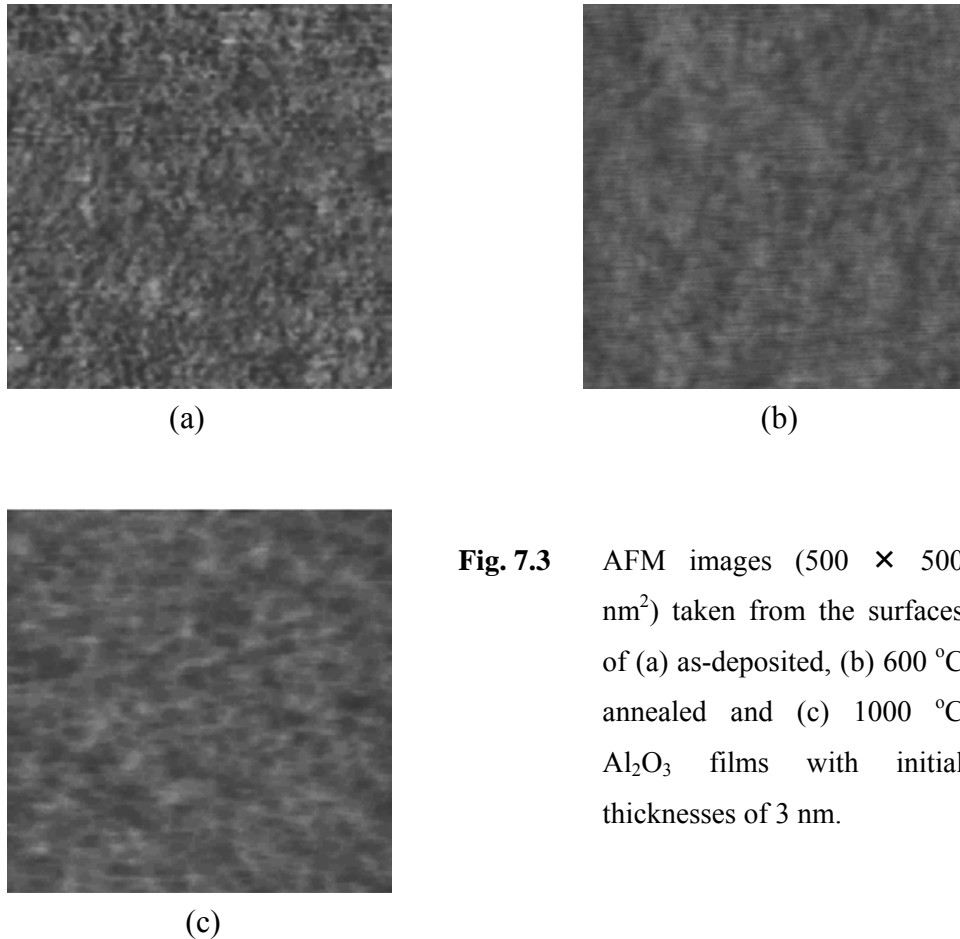 (a)
(b)
Fig. 7.3 AFM images (500 × 500
nm²) taken from the surfaces
of (a) as-deposited, (b) 600 °C
annealed and (c) 1000 °C
Al₂O₃ films with initial
thicknesses of 3 nm.
(c)